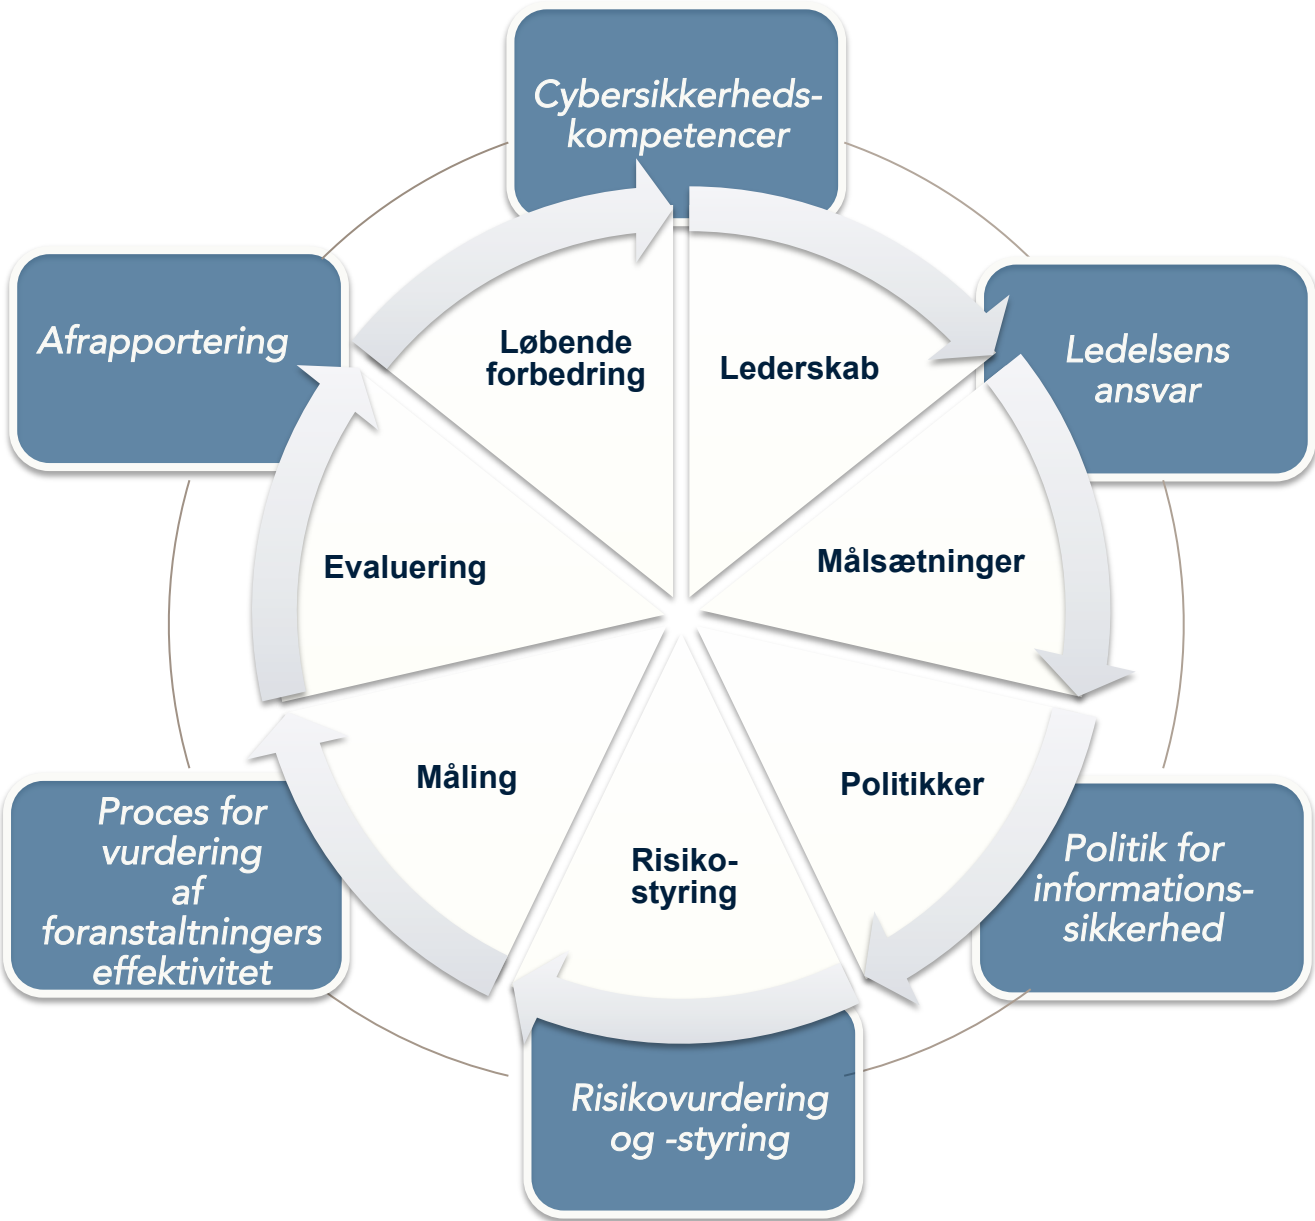 Cybersikkerheds-
kompetencer
Ledelsens
ansvar
Politik for
informations-
sikkerhed
Risikovurdering
og -styring
Proces for
vurdering
af
foranstaltningers
effektivitet
Afrapportering
Lederskab
Målsætninger
Politikker
Risiko-
styring
Måling
Evaluering
Løbende
forbedring